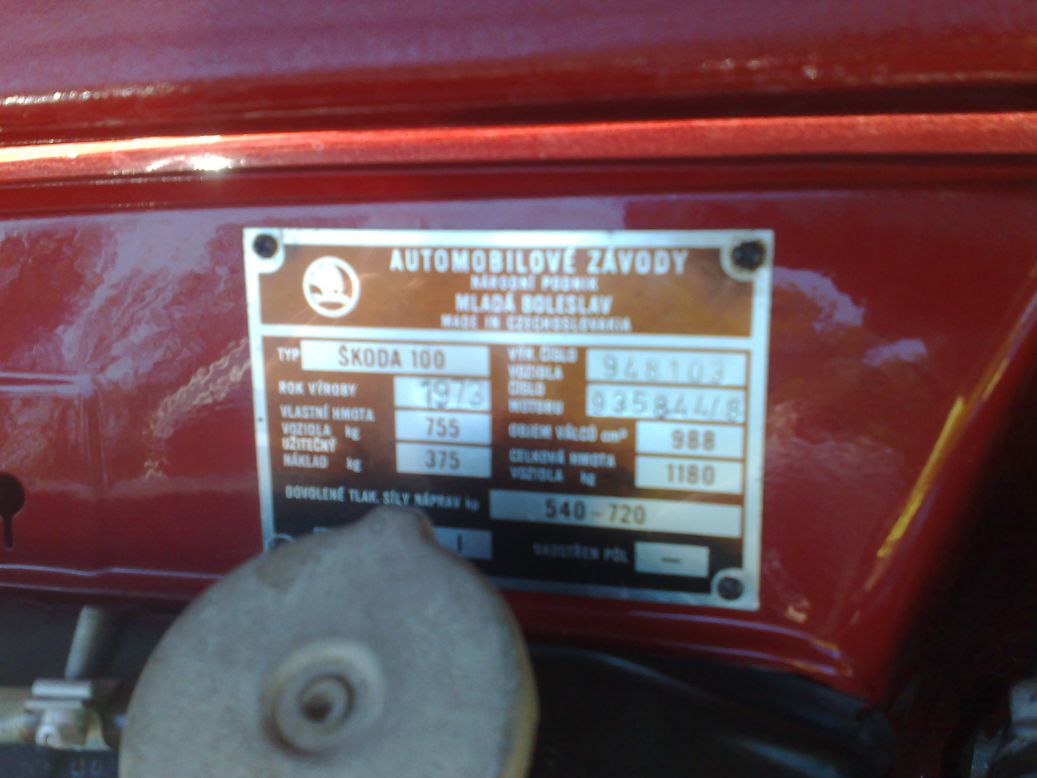 AUTOMOBILOVÉ ZÁVODY
NÁRODNÍ PODNIK
MLADÁ BOLESLAV
MADE IN CZECHOSLOVAKIA
TYP ŠKODA 100
VÝR. ČÍSLO VOZIDLA 948103
ROK VÝROBY 1973
ČÍSLO MOTORU 935844/8
VLASTNÍ HMOTA VOZIDLA kg 755
OBJEM VÁLCŮ cm³ 988
UŽITEČNÝ NÁKLAD kg 375
CELKOVÁ HMOTA VOZIDLA kg 1180
DOVOLENÉ TLAK. SÍLY NÁPRAV kp 540-720
UKOSTŘEN PÓL —